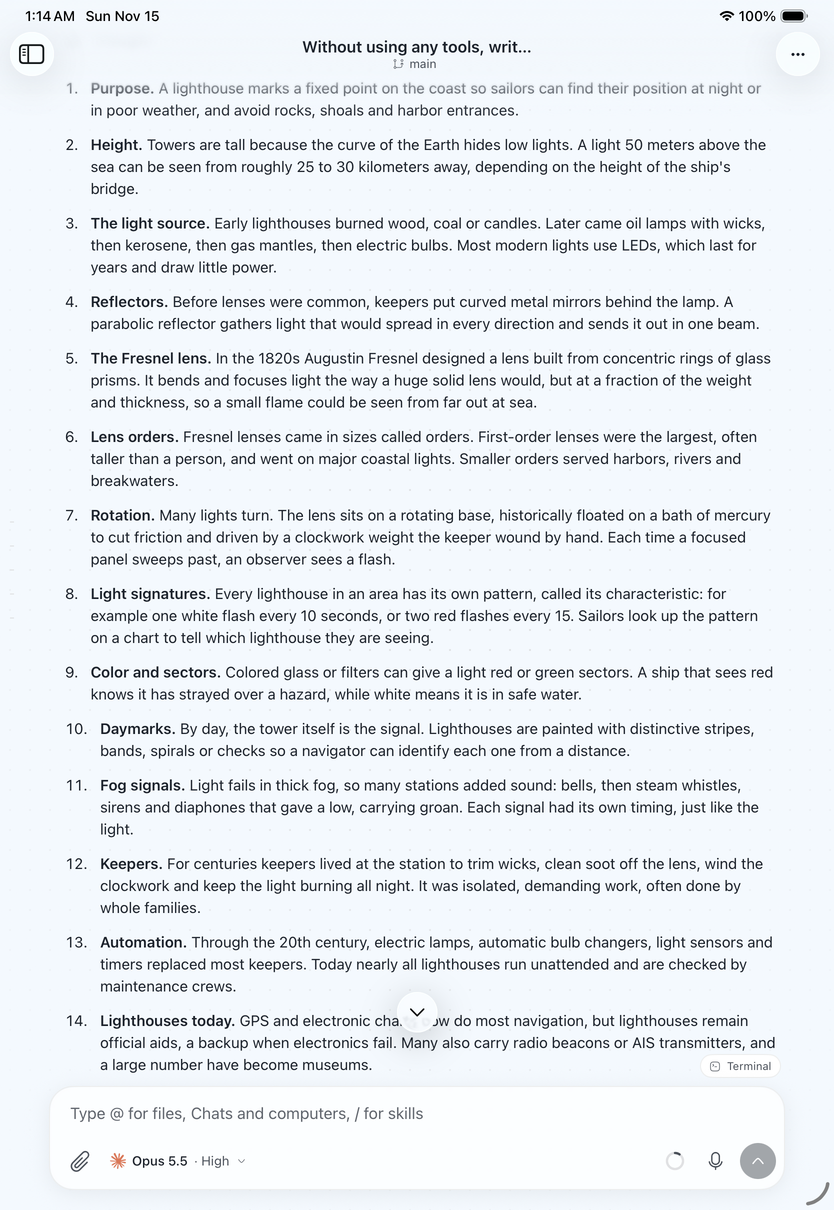 1:14 AM Sun Nov 15
100%
Without using any tools, writ...
main
1. Purpose. A lighthouse marks a fixed point on the coast so sailors can find their position at night or
in poor weather, and avoid rocks, shoals and harbor entrances.
2. Height. Towers are tall because the curve of the Earth hides low lights. A light 50 meters above the
sea can be seen from roughly 25 to 30 kilometers away, depending on the height of the ship's
bridge.
3. The light source. Early lighthouses burned wood, coal or candles. Later came oil lamps with wicks,
then kerosene, then gas mantles, then electric bulbs. Most modern lights use LEDs, which last for
years and draw little power.
4. Reflectors. Before lenses were common, keepers put curved metal mirrors behind the lamp. A
parabolic reflector gathers light that would spread in every direction and sends it out in one beam.
5. The Fresnel lens. In the 1820s Augustin Fresnel designed a lens built from concentric rings of glass
prisms. It bends and focuses light the way a huge solid lens would, but at a fraction of the weight
and thickness, so a small flame could be seen from far out at sea.
6. Lens orders. Fresnel lenses came in sizes called orders. First-order lenses were the largest, often
taller than a person, and went on major coastal lights. Smaller orders served harbors, rivers and
breakwaters.
7. Rotation. Many lights turn. The lens sits on a rotating base, historically floated on a bath of mercury
to cut friction and driven by a clockwork weight the keeper wound by hand. Each time a focused
panel sweeps past, an observer sees a flash.
8. Light signatures. Every lighthouse in an area has its own pattern, called its characteristic: for
example one white flash every 10 seconds, or two red flashes every 15. Sailors look up the pattern
on a chart to tell which lighthouse they are seeing.
9. Color and sectors. Colored glass or filters can give a light red or green sectors. A ship that sees red
knows it has strayed over a hazard, while white means it is in safe water.
10. Daymarks. By day, the tower itself is the signal. Lighthouses are painted with distinctive stripes,
bands, spirals or checks so a navigator can identify each one from a distance.
11. Fog signals. Light fails in thick fog, so many stations added sound: bells, then steam whistles,
sirens and diaphones that gave a low, carrying groan. Each signal had its own timing, just like the
light.
12. Keepers. For centuries keepers lived at the station to trim wicks, clean soot off the lens, wind the
clockwork and keep the light burning all night. It was isolated, demanding work, often done by
whole families.
13. Automation. Through the 20th century, electric lamps, automatic bulb changers, light sensors and
timers replaced most keepers. Today nearly all lighthouses run unattended and are checked by
maintenance crews.
14. Lighthouses today. GPS and electronic do most navigation, but lighthouses remain
official aids, a backup when electronics fail. Many also carry radio beacons or AIS transmitters, and
a large number have become museums.
Terminal
Type @ for files, Chats and computers, / for skills
Opus 5.5 · High